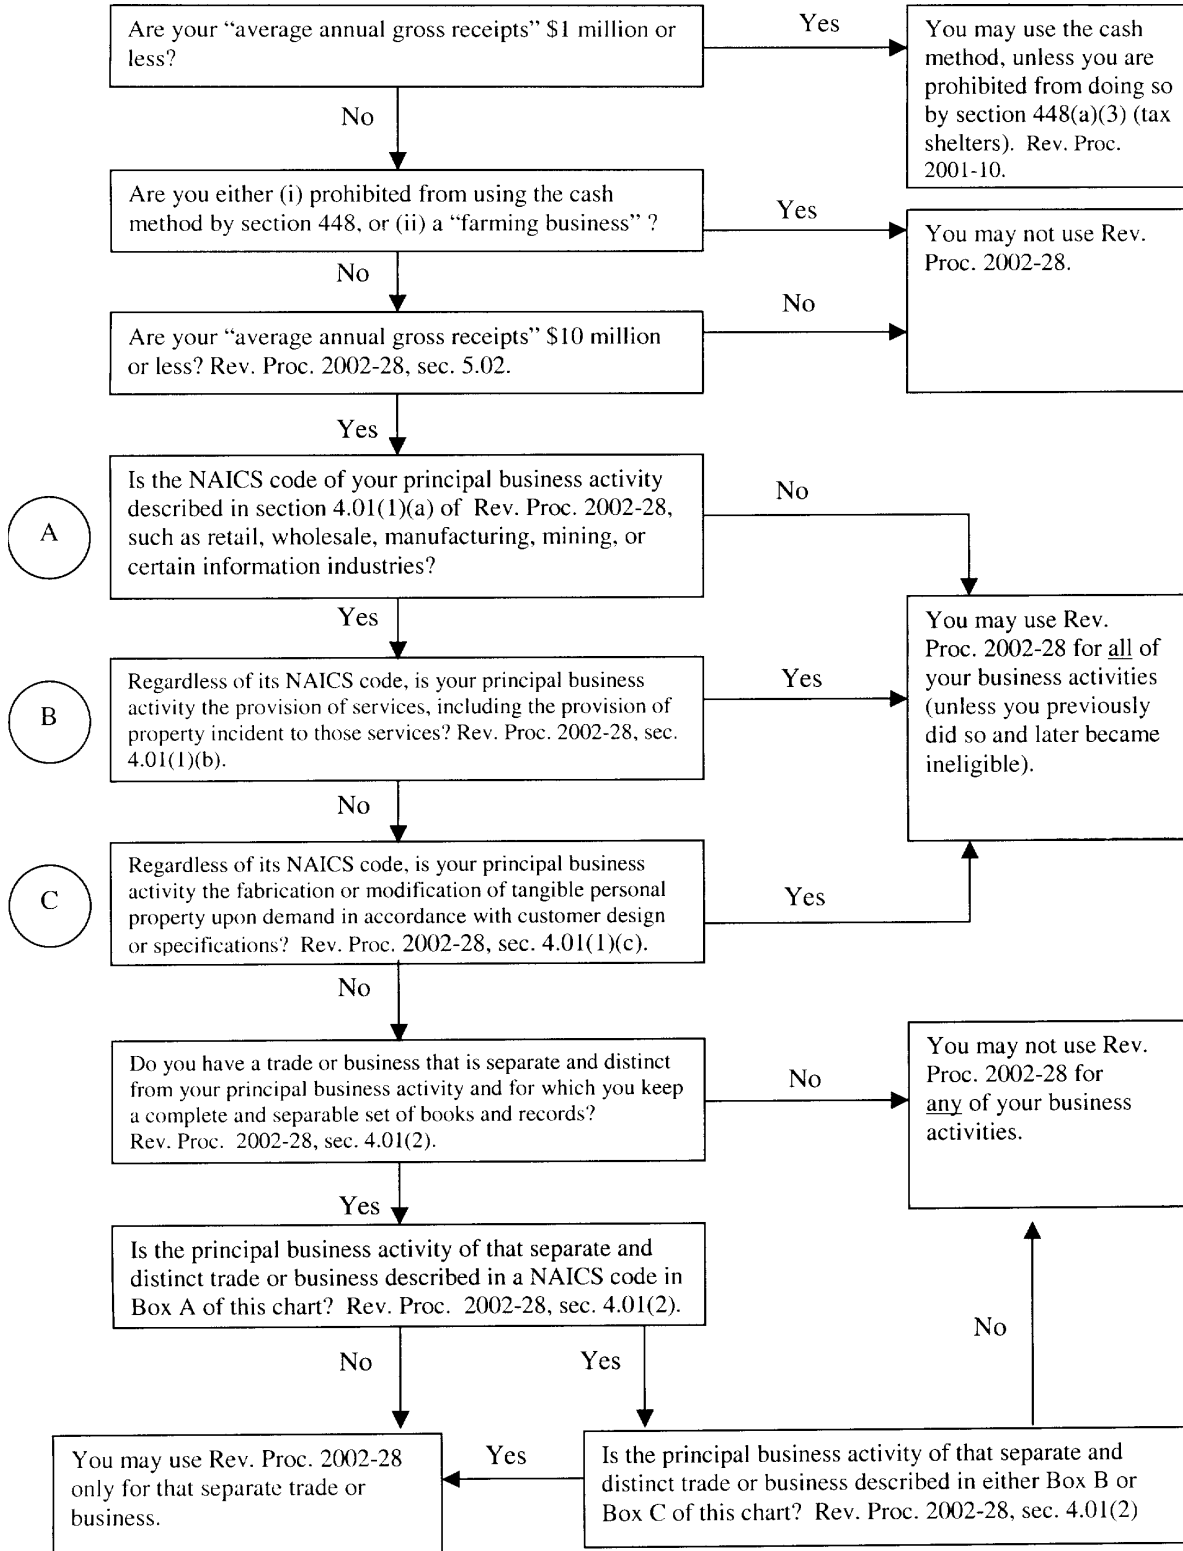 Are your “average annual gross receipts” $1 million or
less?
Yes
You may use the cash
method, unless you are
prohibited from doing so
by section 448(a)(3) (tax
shelters). Rev. Proc.
2001-10.
No
Are you either (i) prohibited from using the cash
method by section 448, or (ii) a “farming business” ?
Yes
You may not use Rev.
Proc. 2002-28.
No
No
Are your “average annual gross receipts” $10 million
or less? Rev. Proc. 2002-28, sec. 5.02.
Yes
A
Is the NAICS code of your principal business activity
described in section 4.01(1)(a) of Rev. Proc. 2002-28,
such as retail, wholesale, manufacturing, mining, or
certain information industries?
No
Yes
You may use Rev.
Proc. 2002-28 for all of
your business activities
(unless you previously
did so and later became
ineligible).
B
Regardless of its NAICS code, is your principal business
activity the provision of services, including the provision of
property incident to those services? Rev. Proc. 2002-28, sec.
4.01(1)(b).
Yes
No
C
Regardless of its NAICS code, is your principal business
activity the fabrication or modification of tangible personal
property upon demand in accordance with customer design
or specifications? Rev. Proc. 2002-28, sec. 4.01(1)(c).
Yes
No
Do you have a trade or business that is separate and distinct
from your principal business activity and for which you keep
a complete and separable set of books and records?
Rev. Proc. 2002-28, sec. 4.01(2).
No
You may not use Rev.
Proc. 2002-28 for
any of your business
activities.
Yes
Is the principal business activity of that separate and
distinct trade or business described in a NAICS code in
Box A of this chart? Rev. Proc. 2002-28, sec. 4.01(2).
No
No
Yes
You may use Rev. Proc. 2002-28
only for that separate trade or
business.
Yes
Is the principal business activity of that separate and
distinct trade or business described in either Box B or
Box C of this chart? Rev. Proc. 2002-28, sec. 4.01(2)